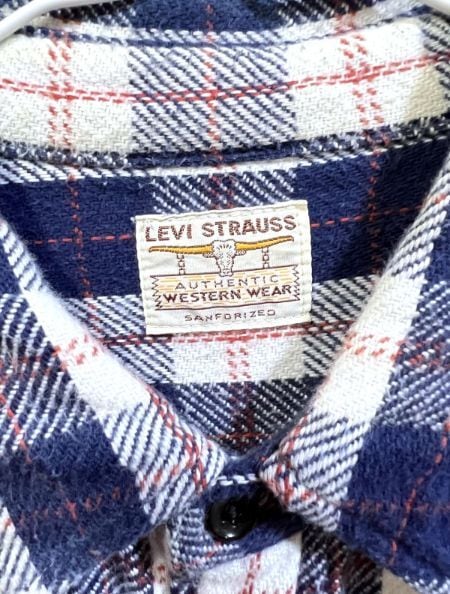 LEVI STRAUSS
AUTHENTIC
WESTERN WEAR
SANFORIZED